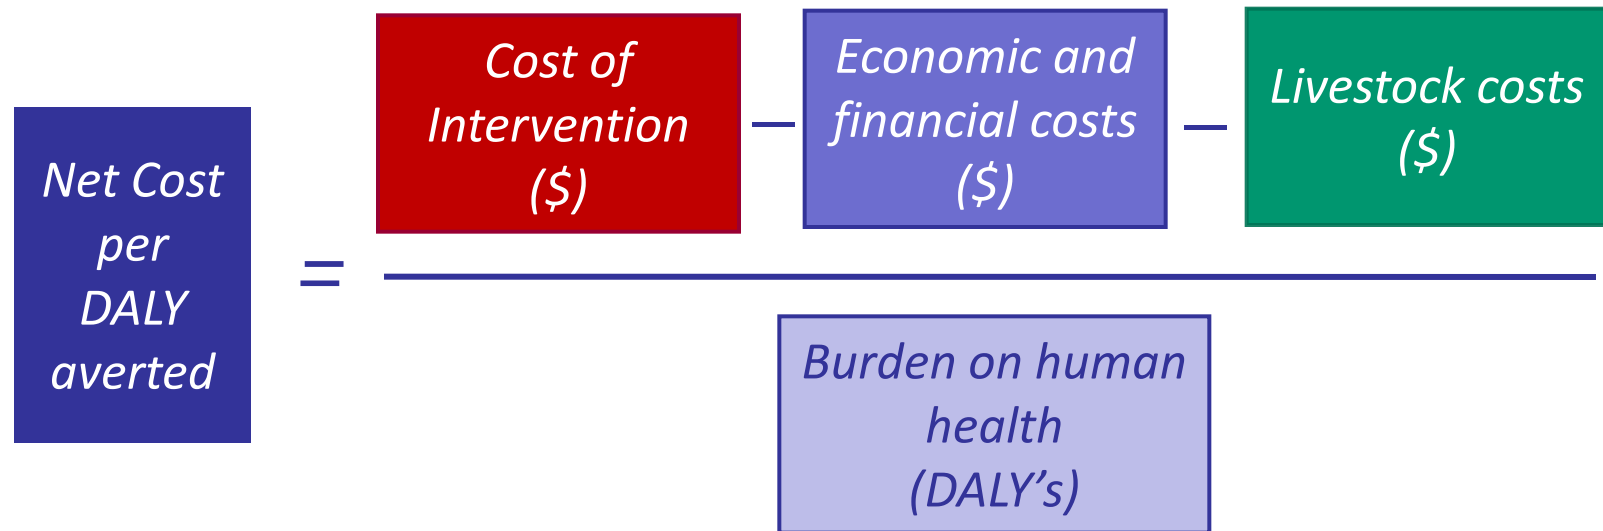 Net Cost
per
DALY
averted
=
Cost of
Intervention
($)
—
Economic and
financial costs
($)
—
Livestock costs
($)
Burden on human
health
(DALY’s)